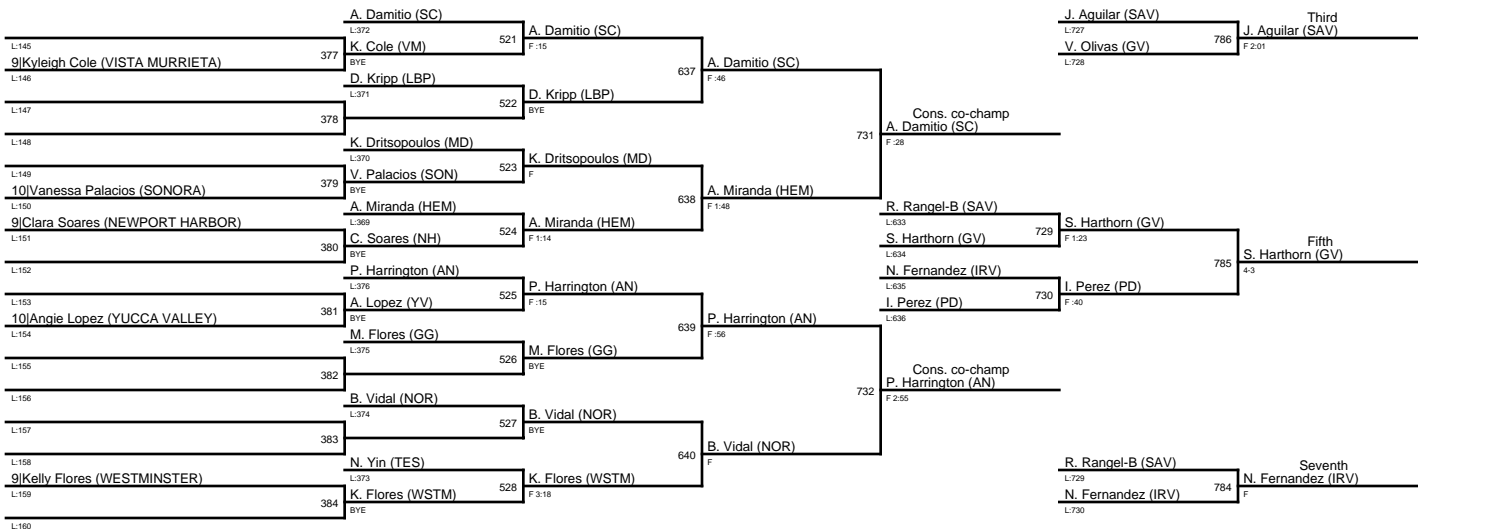 L:145
9|Kyleigh Cole (VISTA MURRIETA)
L:146
L:147
L:148
L:149
10|Vanessa Palacios (SONORA)
L:150
9|Clara Soares (NEWPORT HARBOR)
L:151
L:152
L:153
10|Angie Lopez (YUCCA VALLEY)
L:154
L:155
L:156
L:157
L:158
9|Kelly Flores (WESTMINSTER)
L:159
L:160
377
378
379
380
381
382
383
384
A. Damitio (SC)
L:372
K. Cole (VM)
BYE
D. Kripp (LBP)
L:371
K. Dritsopoulos (MD)
L:370
V. Palacios (SON)
BYE
A. Miranda (HEM)
L:369
C. Soares (NH)
BYE
P. Harrington (AN)
L:376
A. Lopez (YV)
BYE
M. Flores (GG)
L:375
B. Vidal (NOR)
L:374
N. Yin (TES)
L:373
K. Flores (WSTM)
BYE
521
522
523
524
525
526
527
528
A. Damitio (SC)
F :15
D. Kripp (LBP)
BYE
K. Dritsopoulos (MD)
F
A. Miranda (HEM)
F 1:14
P. Harrington (AN)
F :15
M. Flores (GG)
BYE
B. Vidal (NOR)
BYE
K. Flores (WSTM)
F 3:18
637
638
639
640
A. Damitio (SC)
F :46
A. Miranda (HEM)
F 1:48
P. Harrington (AN)
F :56
B. Vidal (NOR)
F
731
732
Cons. co-champ
A. Damitio (SC)
F :28
R. Rangel-B (SAV)
L:633
S. Harthorn (GV)
L:634
N. Fernandez (IRV)
L:635
I. Perez (PD)
L:636
Cons. co-champ
P. Harrington (AN)
F 2:55
729
730
J. Aguilar (SAV)
L:727
V. Olivas (GV)
L:728
S. Harthorn (GV)
F 1:23
I. Perez (PD)
F :40
R. Rangel-B (SAV)
L:729
N. Fernandez (IRV)
L:730
786
785
784
Third
J. Aguilar (SAV)
F 2:01
Fifth
S. Harthorn (GV)
4-3
Seventh
N. Fernandez (IRV)
F